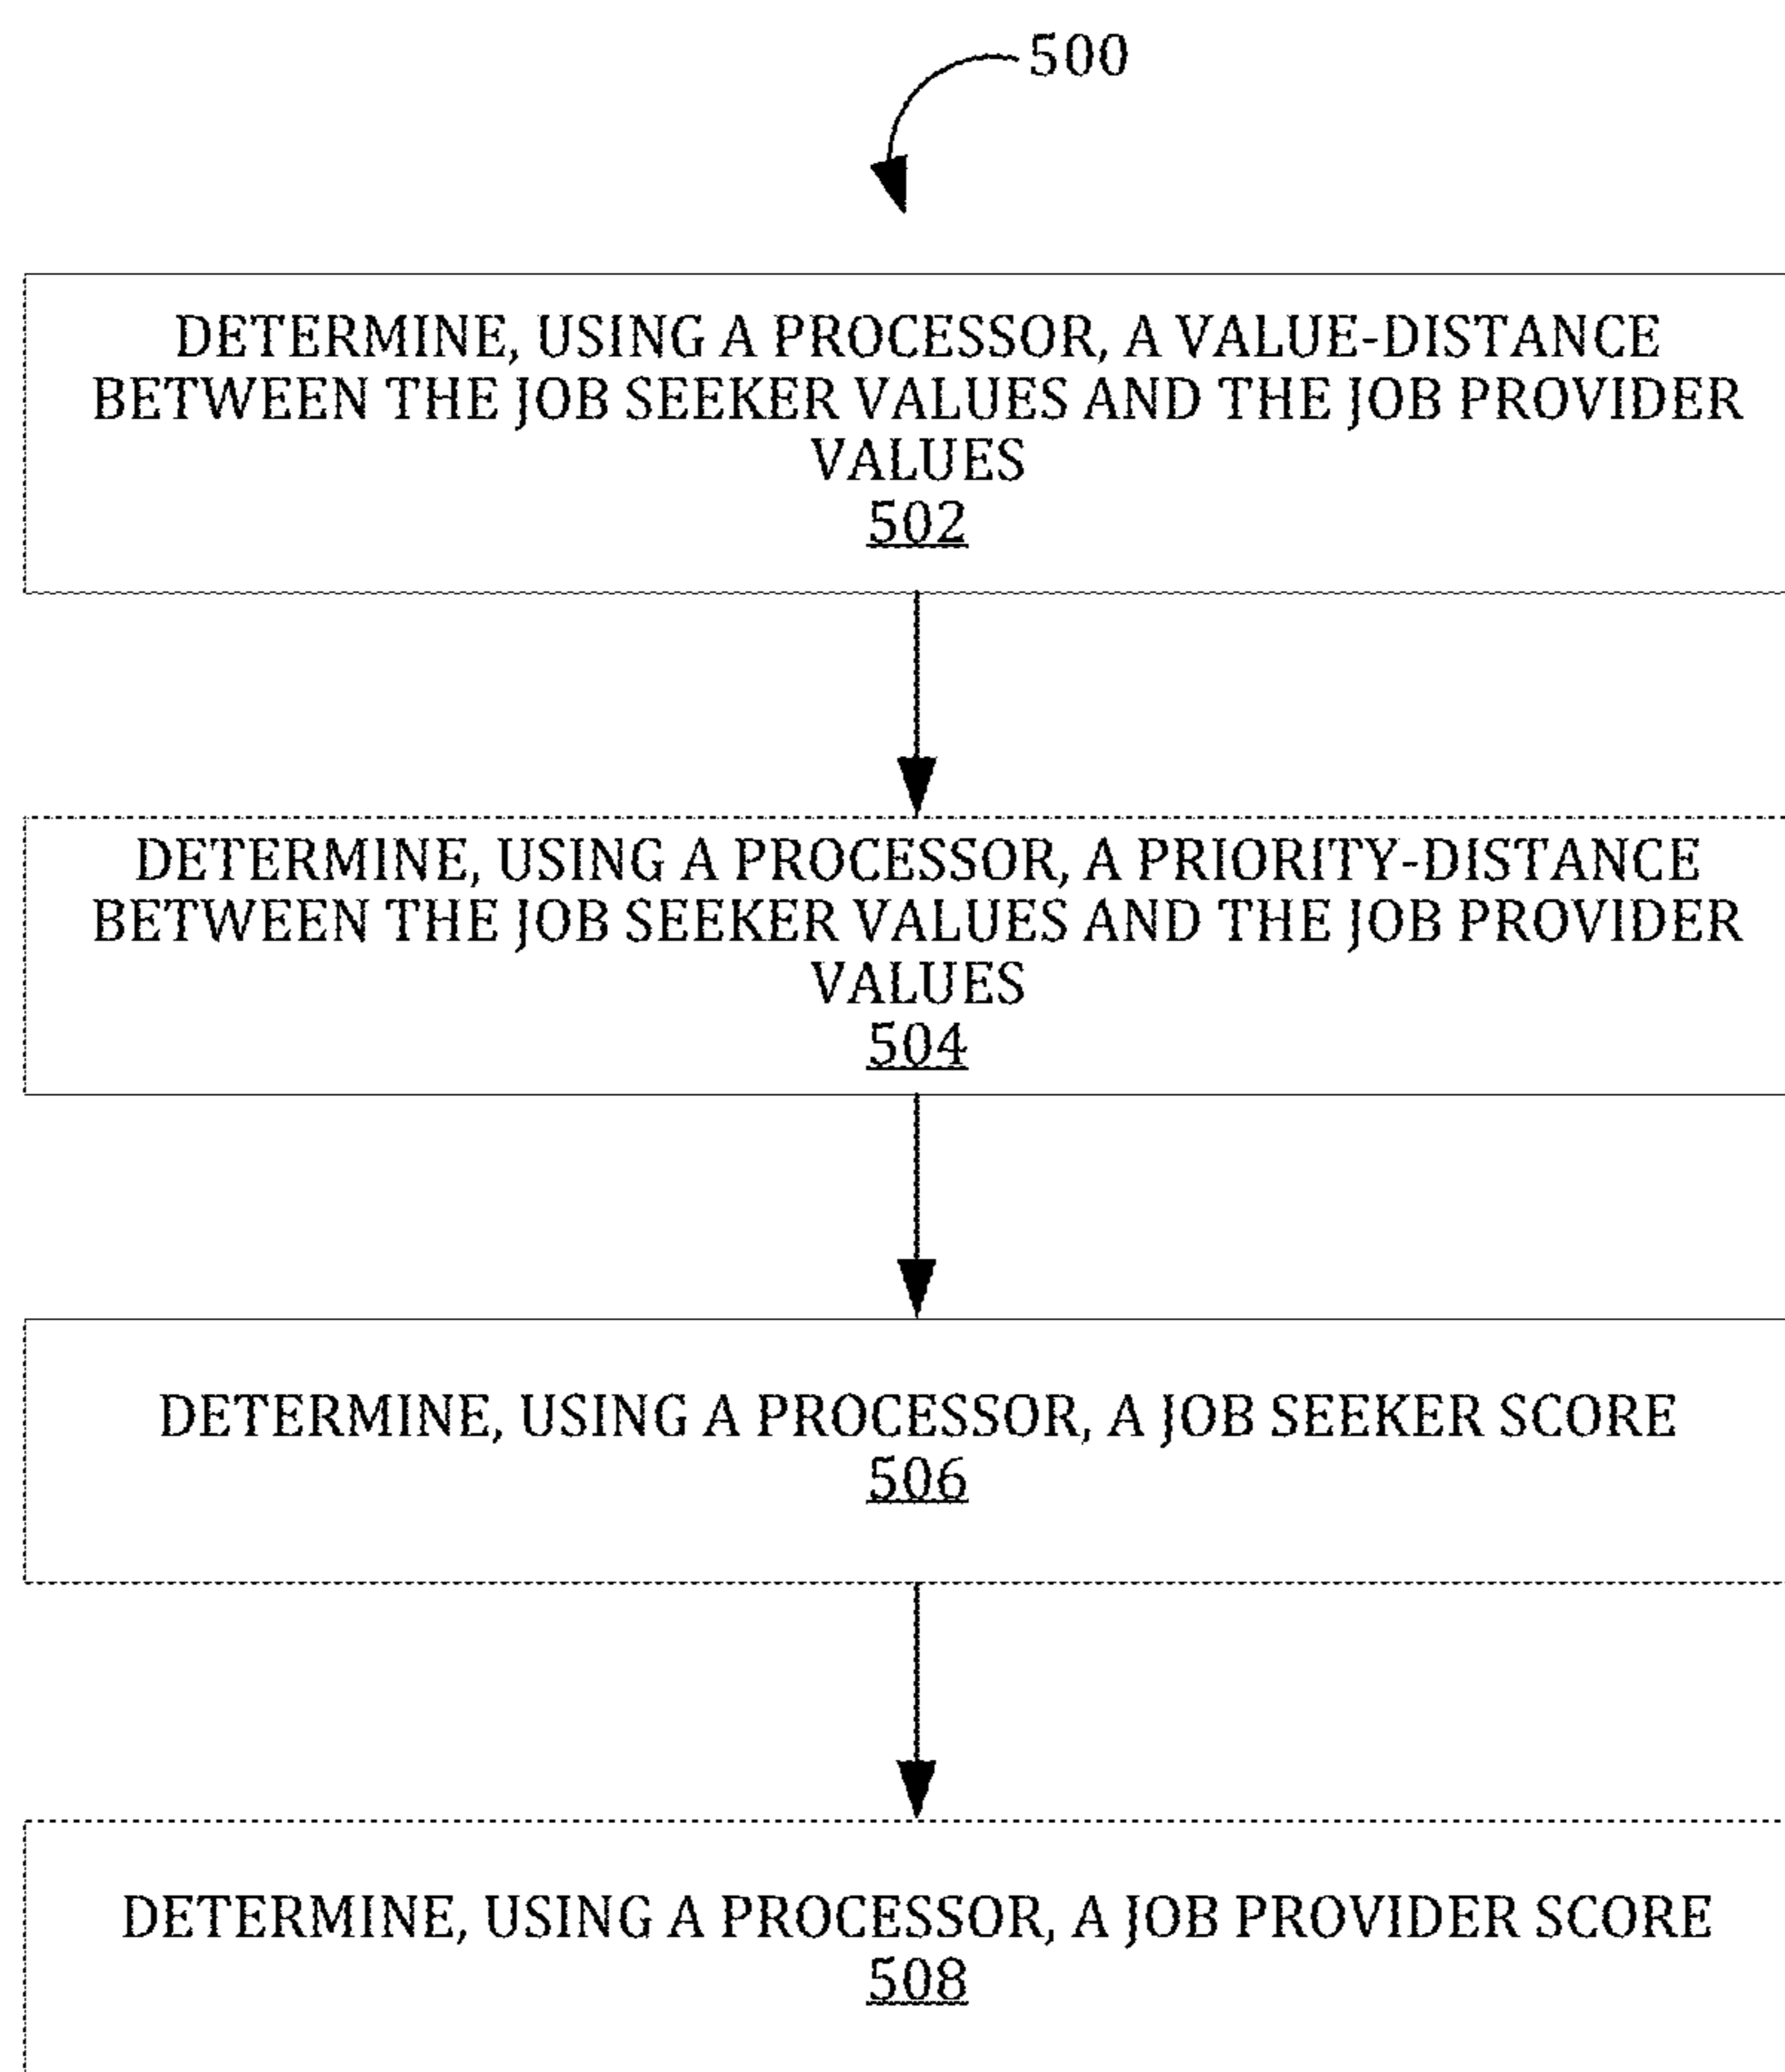 500
DETERMINE, USING A PROCESSOR, A VALUE-DISTANCE
BETWEEN THE JOB SEEKER VALUES AND THE JOB PROVIDER
VALUES
502
DETERMINE, USING A PROCESSOR, A PRIORITY-DISTANCE
BETWEEN THE JOB SEEKER VALUES AND THE JOB PROVIDER
VALUES
504
DETERMINE, USING A PROCESSOR, A JOB SEEKER SCORE
506
DETERMINE, USING A PROCESSOR, A JOB PROVIDER SCORE
508